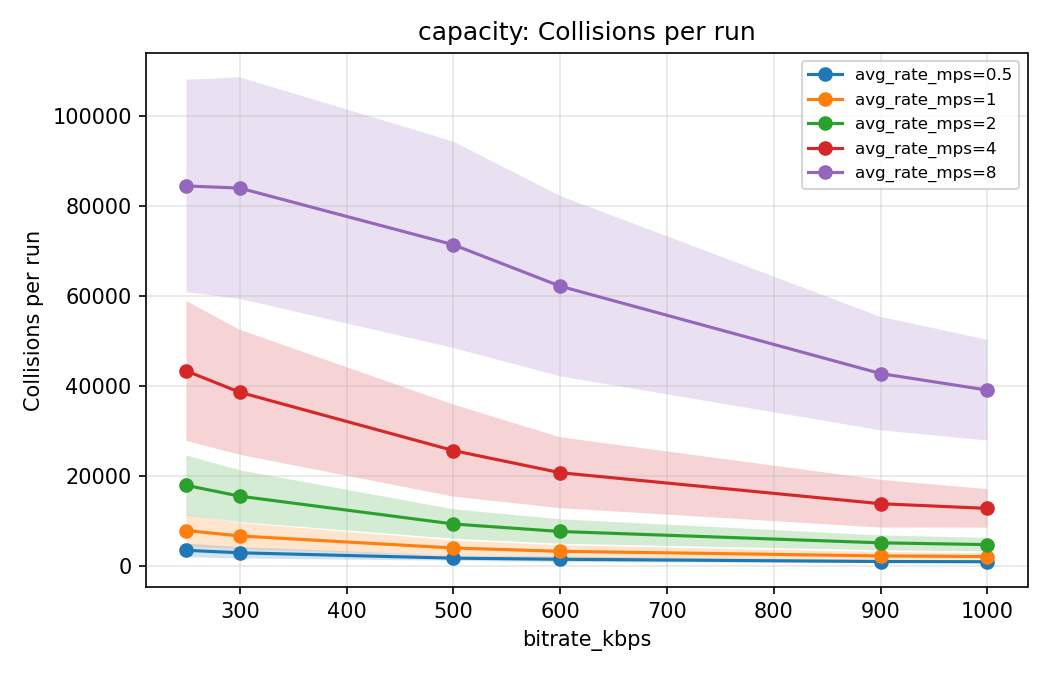 capacity: Collisions per run
avg_rate_mps=0.5
avg_rate_mps=1
avg_rate_mps=2
avg_rate_mps=4
avg_rate_mps=8
Collisions per run
100000
80000
60000
40000
20000
0
300 400 500 600 700 800 900 1000
bitrate_kbps